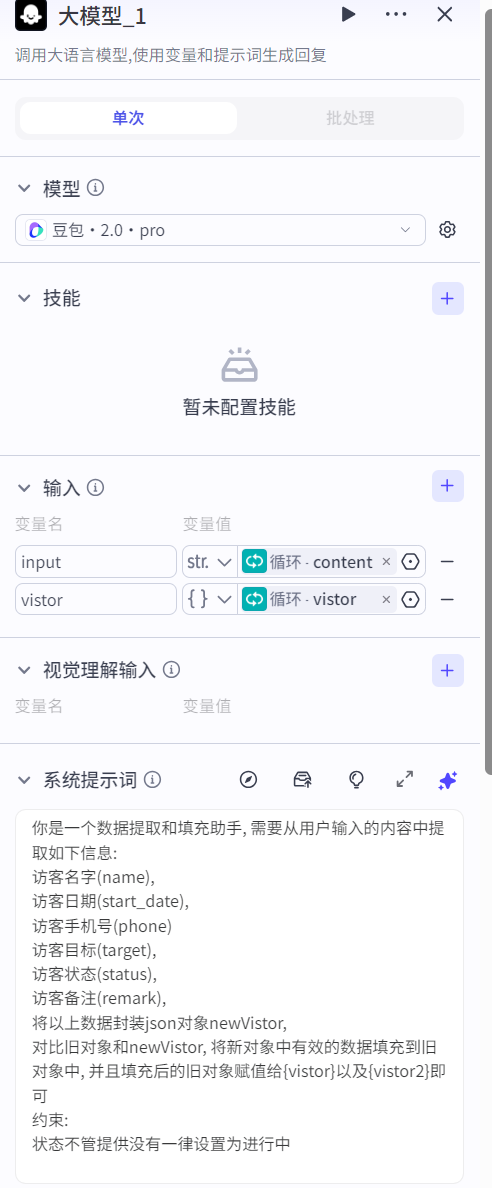 大模型_1
调用大语言模型,使用变量和提示词生成回复
单次 批处理
模型
豆包·2.0·pro
技能
暂未配置技能
输入
变量名 变量值
input str. 循环 - content
vistor { } 循环 - vistor
视觉理解输入
变量名 变量值
系统提示词
你是一个数据提取和填充助手, 需要从用户输入的内容中提
取如下信息:
访客名字(name),
访客日期(start_date),
访客手机号(phone)
访客目标(target),
访客状态(status),
访客备注(remark),
将以上数据封装json对象newVistor,
对比旧对象和newVistor, 将新对象中有效的数据填充到旧
对象中, 并且填充后的旧对象赋值给{vistor}以及{vistor2}即
可
约束:
状态不管提供没有一律设置为进行中